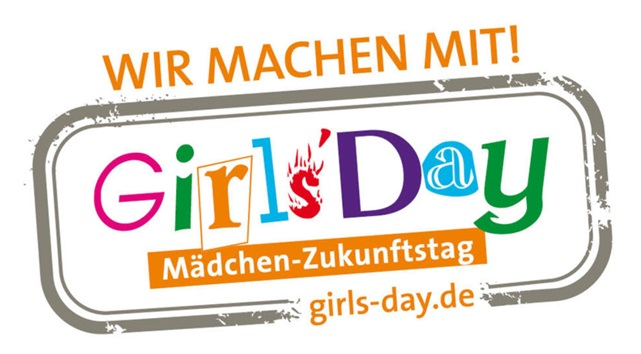 WIR MACHEN MIT!
Girls'Day
Mädchen-Zukunftstag
girls-day.de